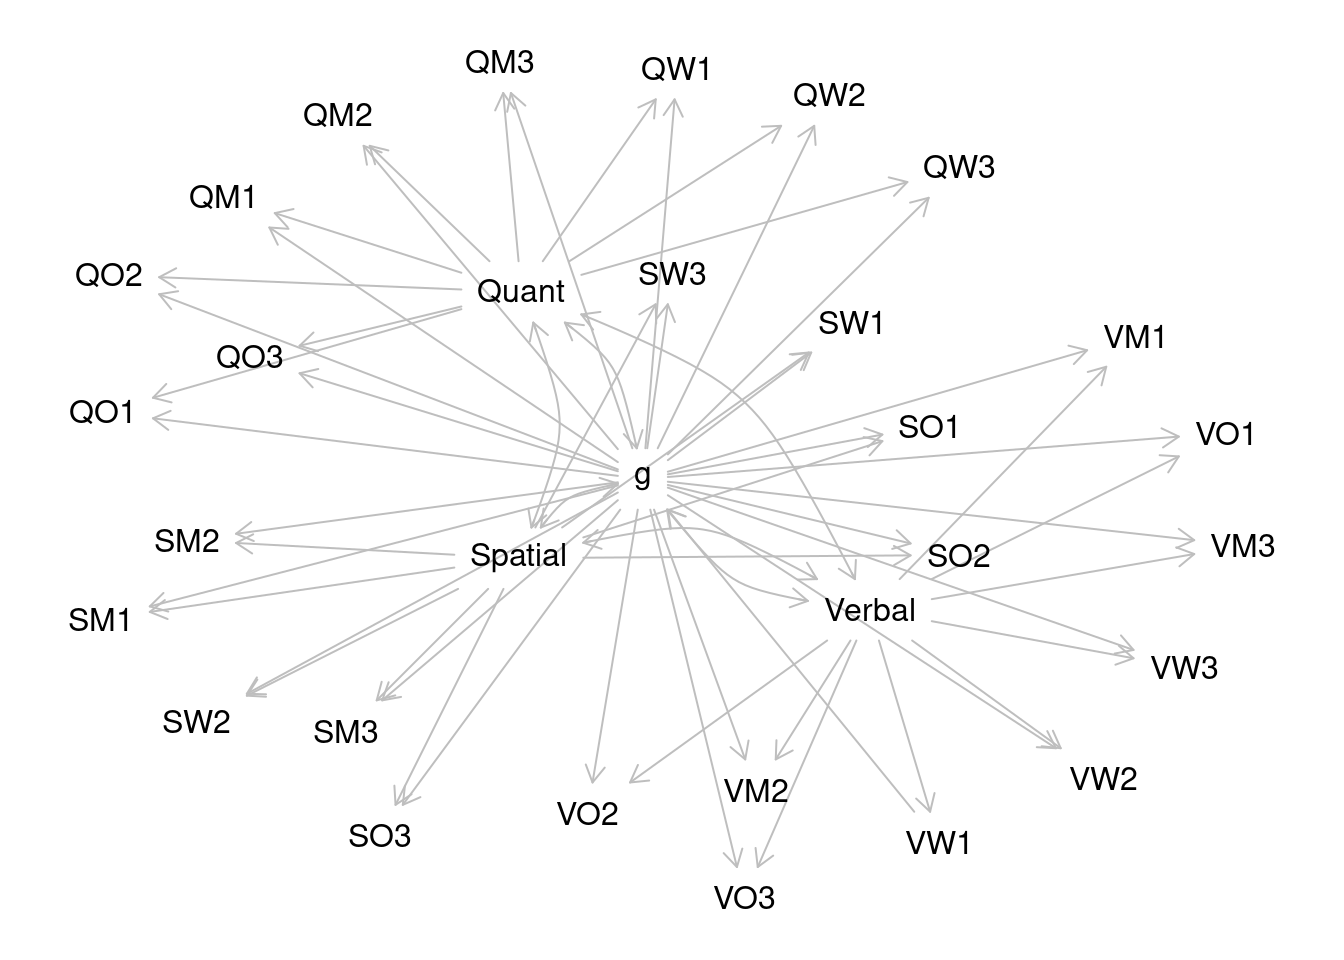 QM3
QW1
QW2
QM2
QW3
QM1
QO2
SW3
Quant
SW1
VM1
QO3
QO1
SO1
VO1
g
SM2
VM3
Spatial
SO2
Verbal
SM1
VW3
SW2
SM3
VW2
VM2
VO2
SO3
VW1
VO3